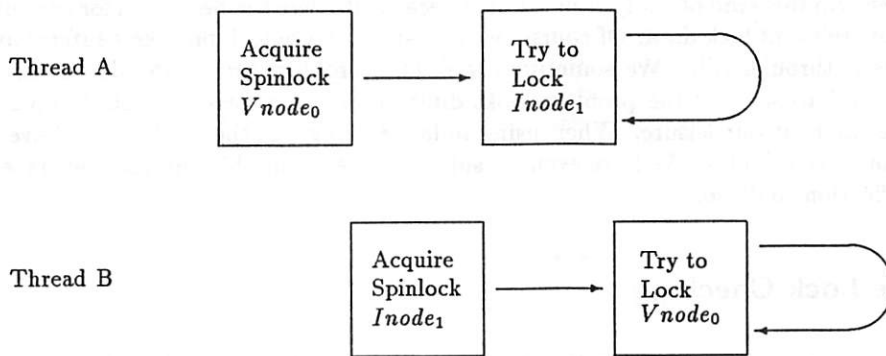 Thread A
Acquire
Spinlock
Vnode₀
Try to
Lock
Inode₁
Thread B
Acquire
Spinlock
Inode₁
Try to
Lock
Vnode₀